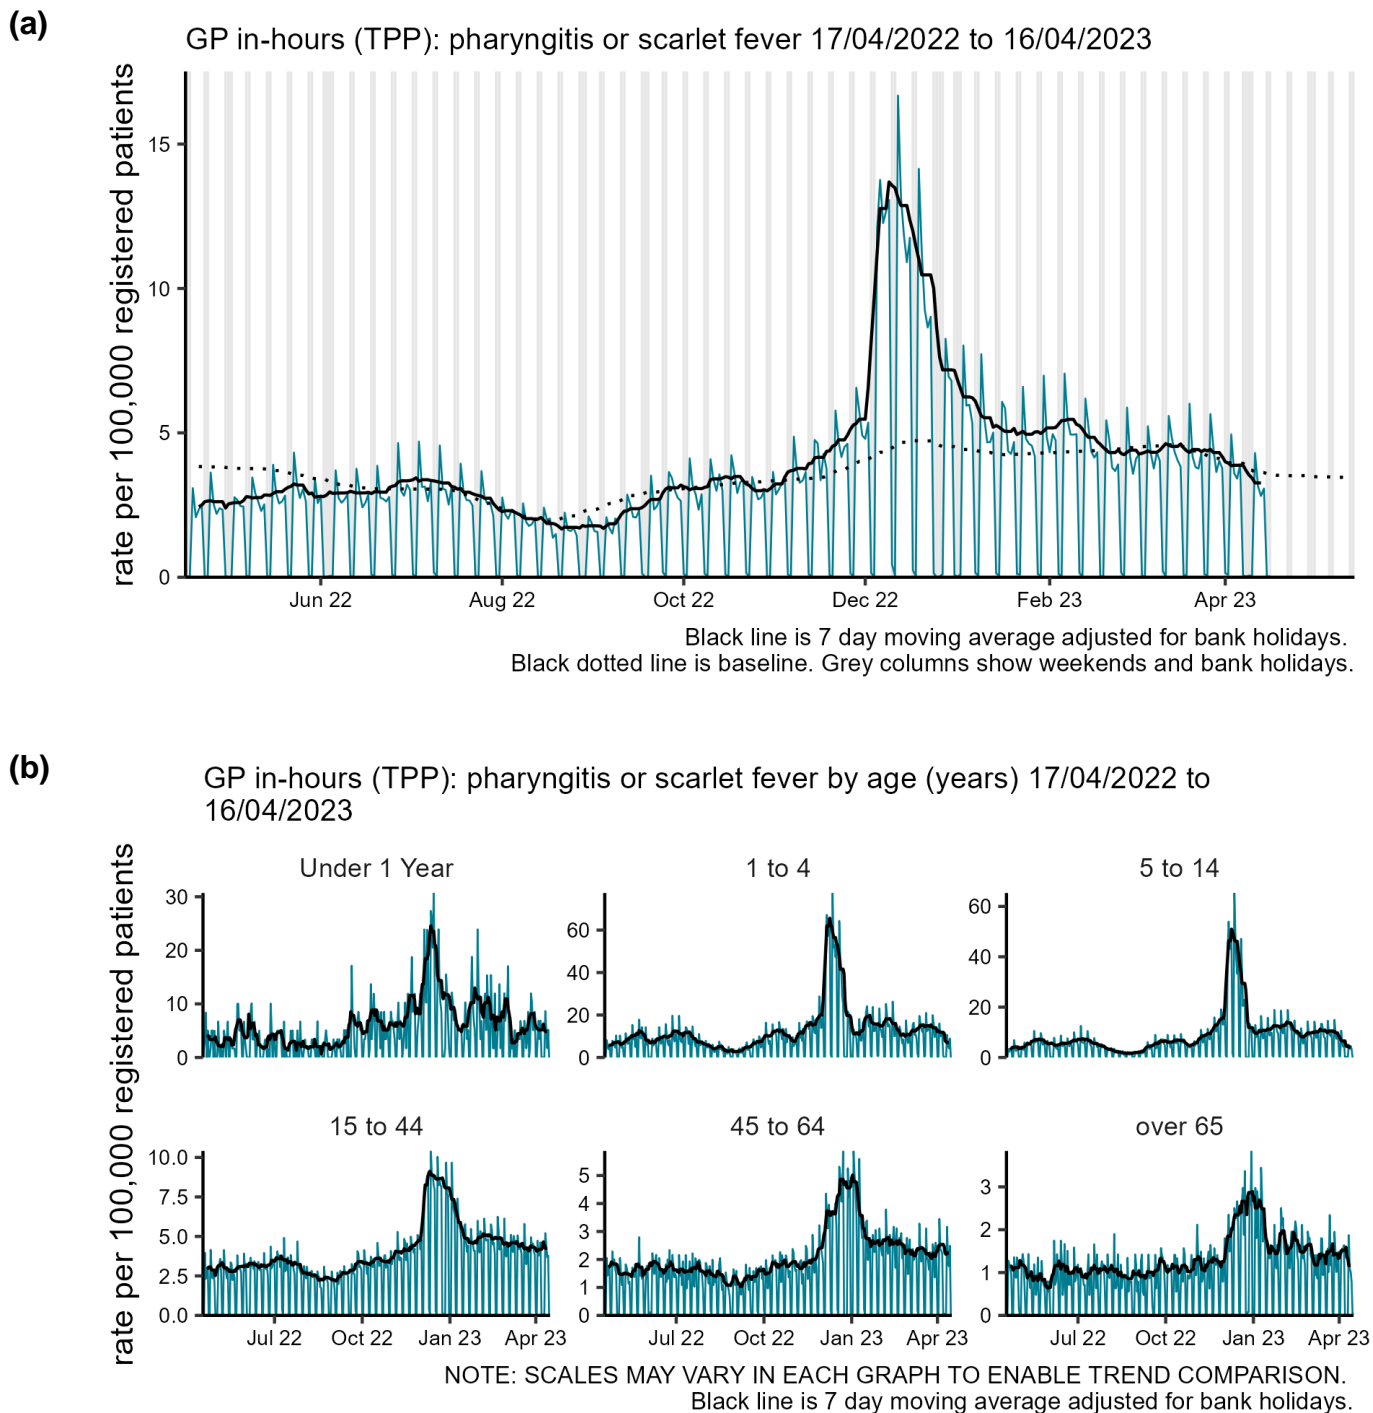 (a)
GP in-hours (TPP): pharyngitis or scarlet fever 17/04/2022 to 16/04/2023
rate per 100,000 registered patients
15
10
5
0
Jun 22 Aug 22 Oct 22 Dec 22 Feb 23 Apr 23
Black line is 7 day moving average adjusted for bank holidays.
Black dotted line is baseline. Grey columns show weekends and bank holidays.
(b)
GP in-hours (TPP): pharyngitis or scarlet fever by age (years) 17/04/2022 to
16/04/2023
rate per 100,000 registered patients
Under 1 Year
30
20
10
0
1 to 4
60
40
20
0
5 to 14
60
40
20
0
15 to 44
10.0
7.5
5.0
2.5
0.0
Jul 22 Oct 22 Jan 23 Apr 23
45 to 64
5
4
3
2
1
0
Jul 22 Oct 22 Jan 23 Apr 23
over 65
3
2
1
0
Jul 22 Oct 22 Jan 23 Apr 23
NOTE: SCALES MAY VARY IN EACH GRAPH TO ENABLE TREND COMPARISON.
Black line is 7 day moving average adjusted for bank holidays.